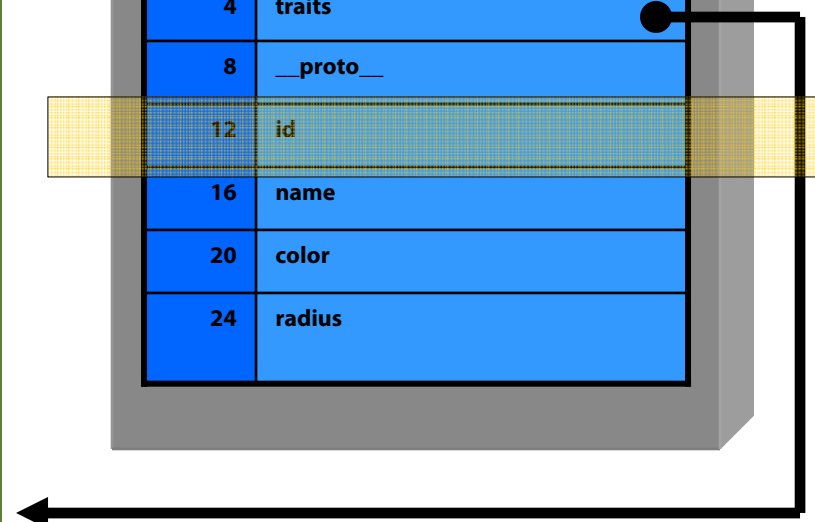 4 traits
8 __proto__
12 id
16 name
20 color
24 radius